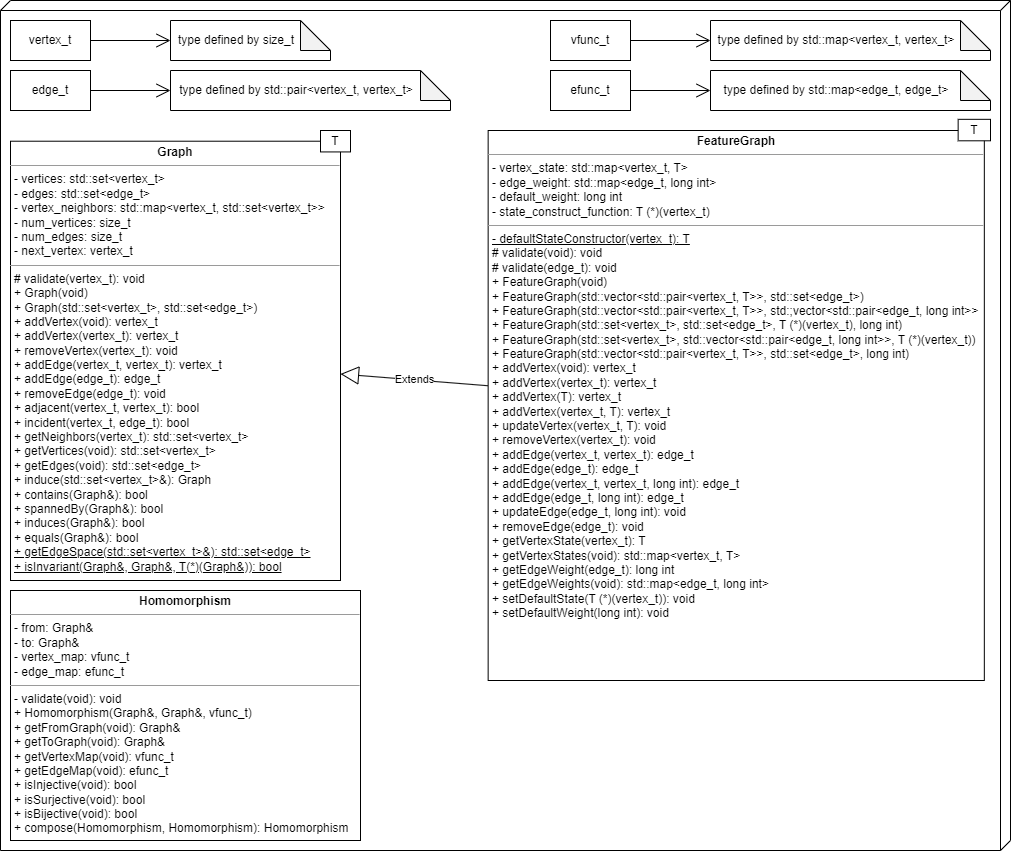 vertex_t
type defined by size_t
vfunc_t
type defined by std::map<vertex_t, vertex_t>
edge_t
type defined by std::pair<vertex_t, vertex_t>
efunc_t
type defined by std::map<edge_t, edge_t>
T
Graph
- vertices: std::set<vertex_t>
- edges: std::set<edge_t>
- vertex_neighbors: std::map<vertex_t, std::set<vertex_t>>
- num_vertices: size_t
- num_edges: size_t
- next_vertex: vertex_t
# validate(vertex_t): void
+ Graph(void)
+ Graph(std::set<vertex_t>, std::set<edge_t>)
+ addVertex(void): vertex_t
+ addVertex(vertex_t): vertex_t
+ removeVertex(vertex_t): void
+ addEdge(vertex_t, vertex_t): vertex_t
+ addEdge(edge_t): edge_t
+ removeEdge(edge_t): void
+ adjacent(vertex_t, vertex_t): bool
+ incident(vertex_t, edge_t): bool
+ getNeighbors(vertex_t): std::set<vertex_t>
+ getVertices(void): std::set<vertex_t>
+ getEdges(void): std::set<edge_t>
+ induce(std::set<vertex_t>&): Graph
+ contains(Graph&): bool
+ spannedBy(Graph&): bool
+ induces(Graph&): bool
+ equals(Graph&): bool
+ getEdgeSpace(std::set<vertex_t>&): std::set<edge_t>
+ isInvariant(Graph&, Graph&, T(*)(Graph&)): bool
Extends
T
FeatureGraph
- vertex_state: std::map<vertex_t, T>
- edge_weight: std::map<edge_t, long int>
- default_weight: long int
- state_construct_function: T (*)(vertex_t)
- defaultStateConstructor(vertex_t): T
# validate(void): void
# validate(edge_t): void
+ FeatureGraph(void)
+ FeatureGraph(std::vector<std::pair<vertex_t, T>>, std::set<edge_t>)
+ FeatureGraph(std::vector<std::pair<vertex_t, T>>, std:;vector<std::pair<edge_t, long int>>
+ FeatureGraph(std::set<vertex_t>, std::set<edge_t>, T (*)(vertex_t), long int)
+ FeatureGraph(std::set<vertex_t>, std::vector<std::pair<edge_t, long int>>, T (*)(vertex_t))
+ FeatureGraph(std::vector<std::pair<vertex_t, T>>, std::set<edge_t>, long int)
+ addVertex(void): vertex_t
+ addVertex(vertex_t): vertex_t
+ addVertex(T): vertex_t
+ addVertex(vertex_t, T): vertex_t
+ updateVertex(vertex_t, T): void
+ removeVertex(vertex_t): void
+ addEdge(vertex_t, vertex_t): edge_t
+ addEdge(edge_t): edge_t
+ addEdge(vertex_t, vertex_t, long int): edge_t
+ addEdge(edge_t, long int): edge_t
+ updateEdge(edge_t, long int): void
+ removeEdge(edge_t): void
+ getVertexState(vertex_t): T
+ getVertexStates(void): std::map<vertex_t, T>
+ getEdgeWeight(edge_t): long int
+ getEdgeWeights(void): std::map<edge_t, long int>
+ setDefaultState(T (*)(vertex_t)): void
+ setDefaultWeight(long int): void
Homomorphism
- from: Graph&
- to: Graph&
- vertex_map: vfunc_t
- edge_map: efunc_t
- validate(void): void
+ Homomorphism(Graph&, Graph&, vfunc_t)
+ getFromGraph(void): Graph&
+ getToGraph(void): Graph&
+ getVertexMap(void): vfunc_t
+ getEdgeMap(void): efunc_t
+ isInjective(void): bool
+ isSurjective(void): bool
+ isBijective(void): bool
+ compose(Homomorphism, Homomorphism): Homomorphism